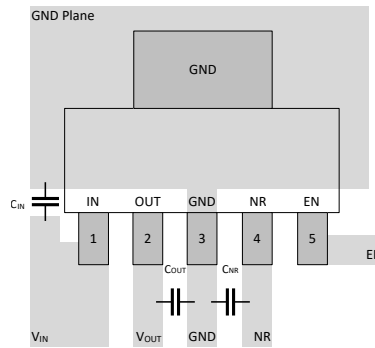 GND Plane
GND
CIN
IN OUT GND NR EN
1 2 3 4 5
E
COUT CNR
VIN VOUT GND NR